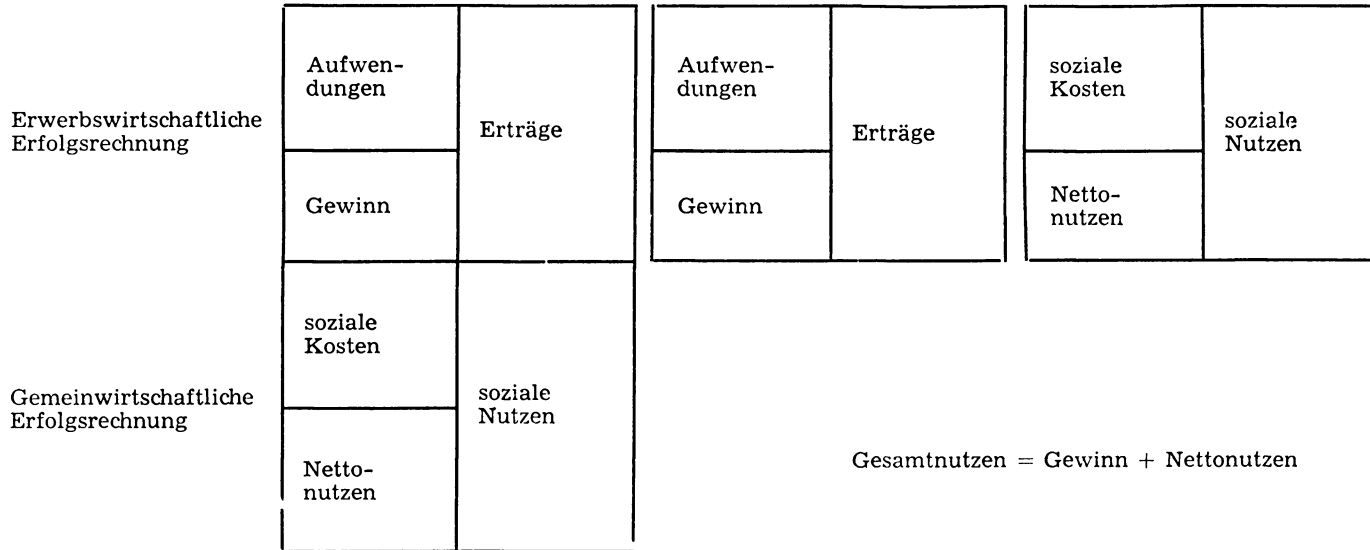 Erwerbswirtschaftliche
Erfolgsrechnung
Aufwen-
dungen
Gewinn
Erträge
Aufwen-
dungen
Gewinn
Erträge
soziale
Kosten
Netto-
nutzen
soziale
Nutzen
Gemeinwirtschaftliche
Erfolgsrechnung
soziale
Kosten
Netto-
nutzen
soziale
Nutzen
Gesamtnutzen = Gewinn + Nettonutzen